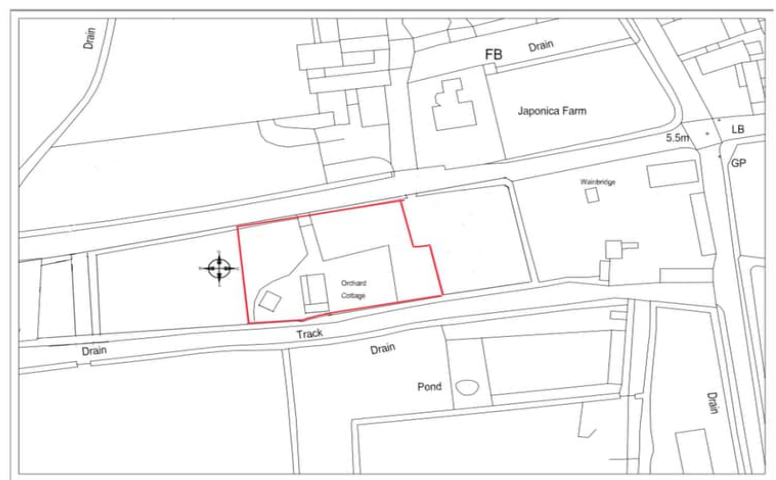 Drain
FB
Drain
Japonica Farm
5.5m
LB
GP
Wainbridge
Orchard
Cottage
Track
Drain
Drain
Pond
Drain